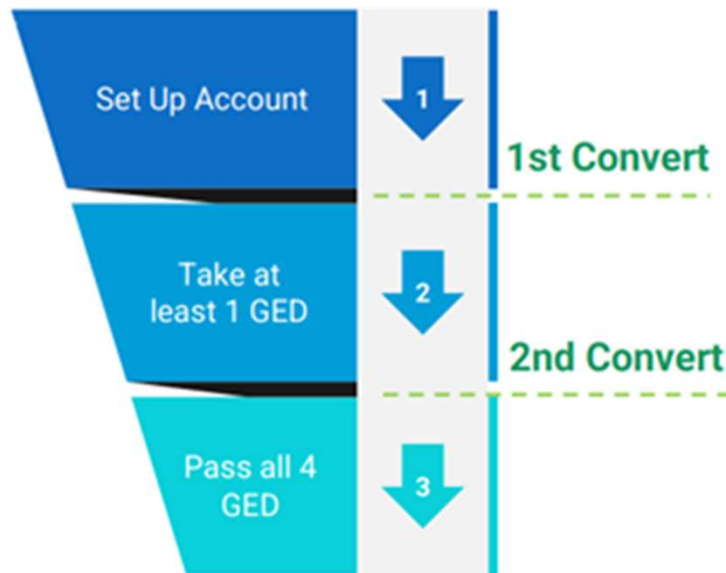 Set Up Account
1
1st Convert
Take at
least 1 GED
2
2nd Convert
Pass all 4
GED
3